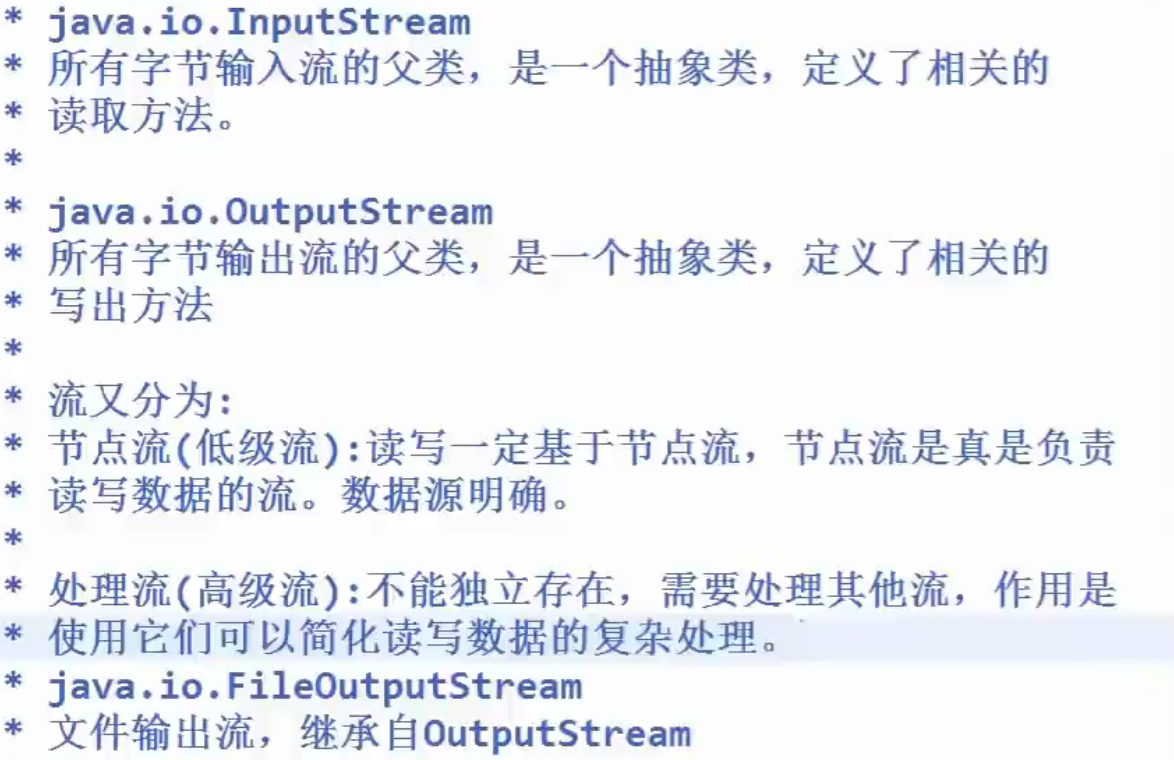 * java.io.InputStream
* 所有字节输入流的父类，是一个抽象类，定义了相关的
* 读取方法。
*
* java.io.OutputStream
* 所有字节输出流的父类，是一个抽象类，定义了相关的
* 写出方法
*
* 流又分为:
* 节点流(低级流):读写一定基于节点流，节点流是真是负责
* 读写数据的流。数据源明确。
*
* 处理流(高级流):不能独立存在，需要处理其他流，作用是
* 使用它们可以简化读写数据的复杂处理。
* java.io.FileOutputStream
* 文件输出流，继承自OutputStream